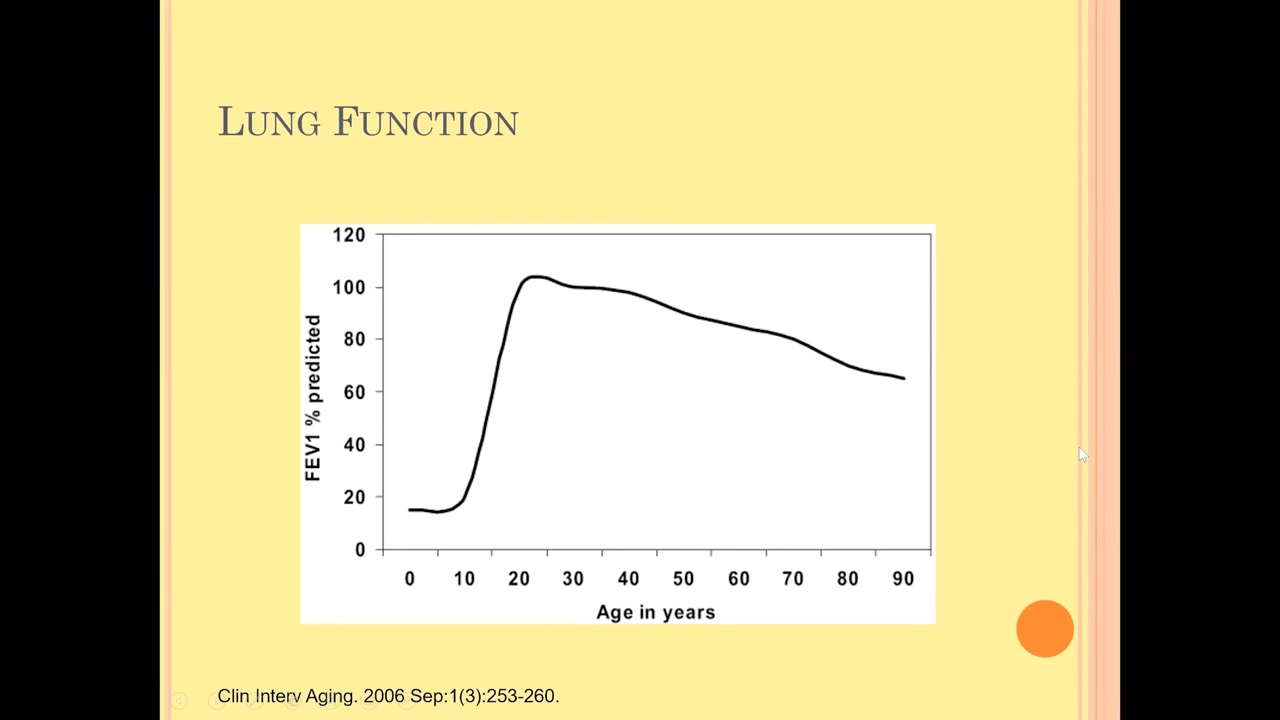 LUNG FUNCTION
120
100
80
60
40
20
0
FEV1 % predicted
0 10 20 30 40 50 60 70 80 90
Age in years
Clin Interv Aging. 2006 Sep:1(3):253-260.